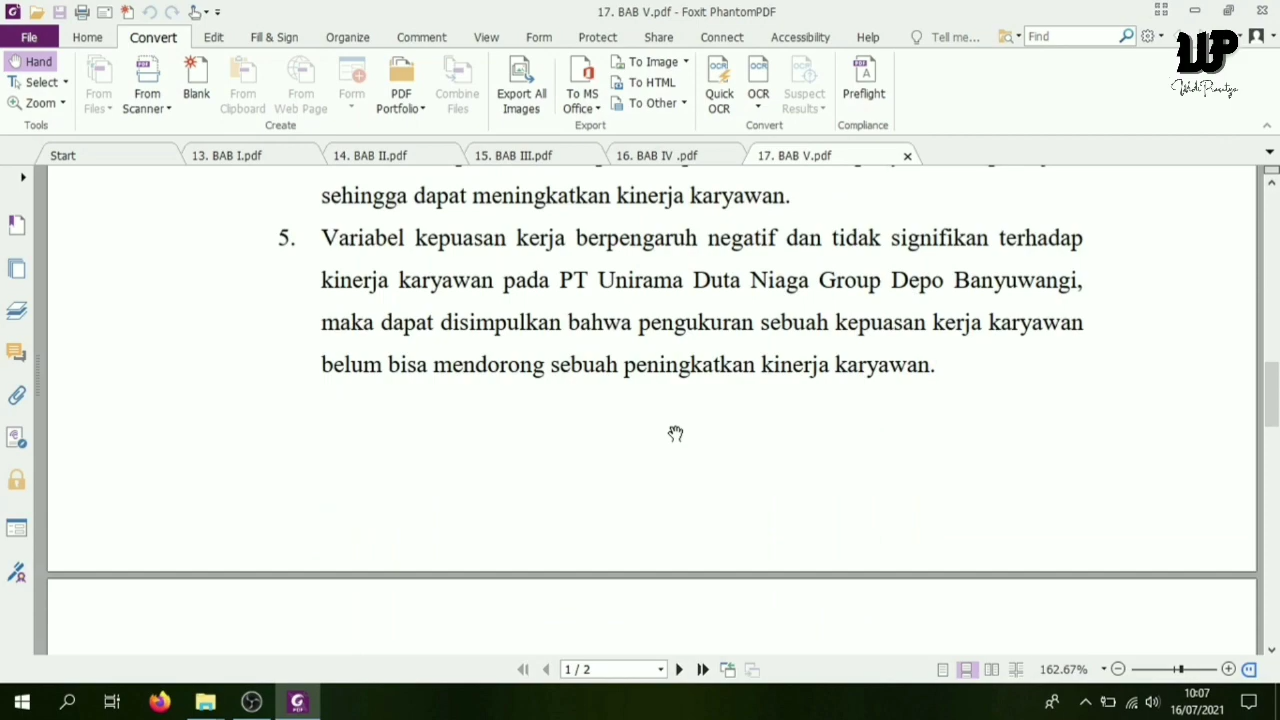 17. BAB V.pdf - Foxit PhantomPDF
File Home Convert Edit Fill & Sign Organize Comment View Form Protect Share Connect Accessibility Help Tell me... Find
Hand
Select
Zoom
Tools
From Files
From Scanner
Blank
From Clipboard
From Web Page
Form
PDF Portfolio
Combine Files
Create
Export All Images
To MS Office
To Image
To HTML
To Other
Export
Quick OCR
OCR
Suspect Results
Convert
Preflight
Compliance
Start 13. BAB I.pdf 14. BAB II.pdf 15. BAB III.pdf 16. BAB IV .pdf 17. BAB V.pdf
sehingga dapat meningkatkan kinerja karyawan.
5. Variabel kepuasan kerja berpengaruh negatif dan tidak signifikan terhadap
kinerja karyawan pada PT Unirama Duta Niaga Group Depo Banyuwangi,
maka dapat disimpulkan bahwa pengukuran sebuah kepuasan kerja karyawan
belum bisa mendorong sebuah peningkatkan kinerja karyawan.
1 / 2
162.67%
10:07
16/07/2021